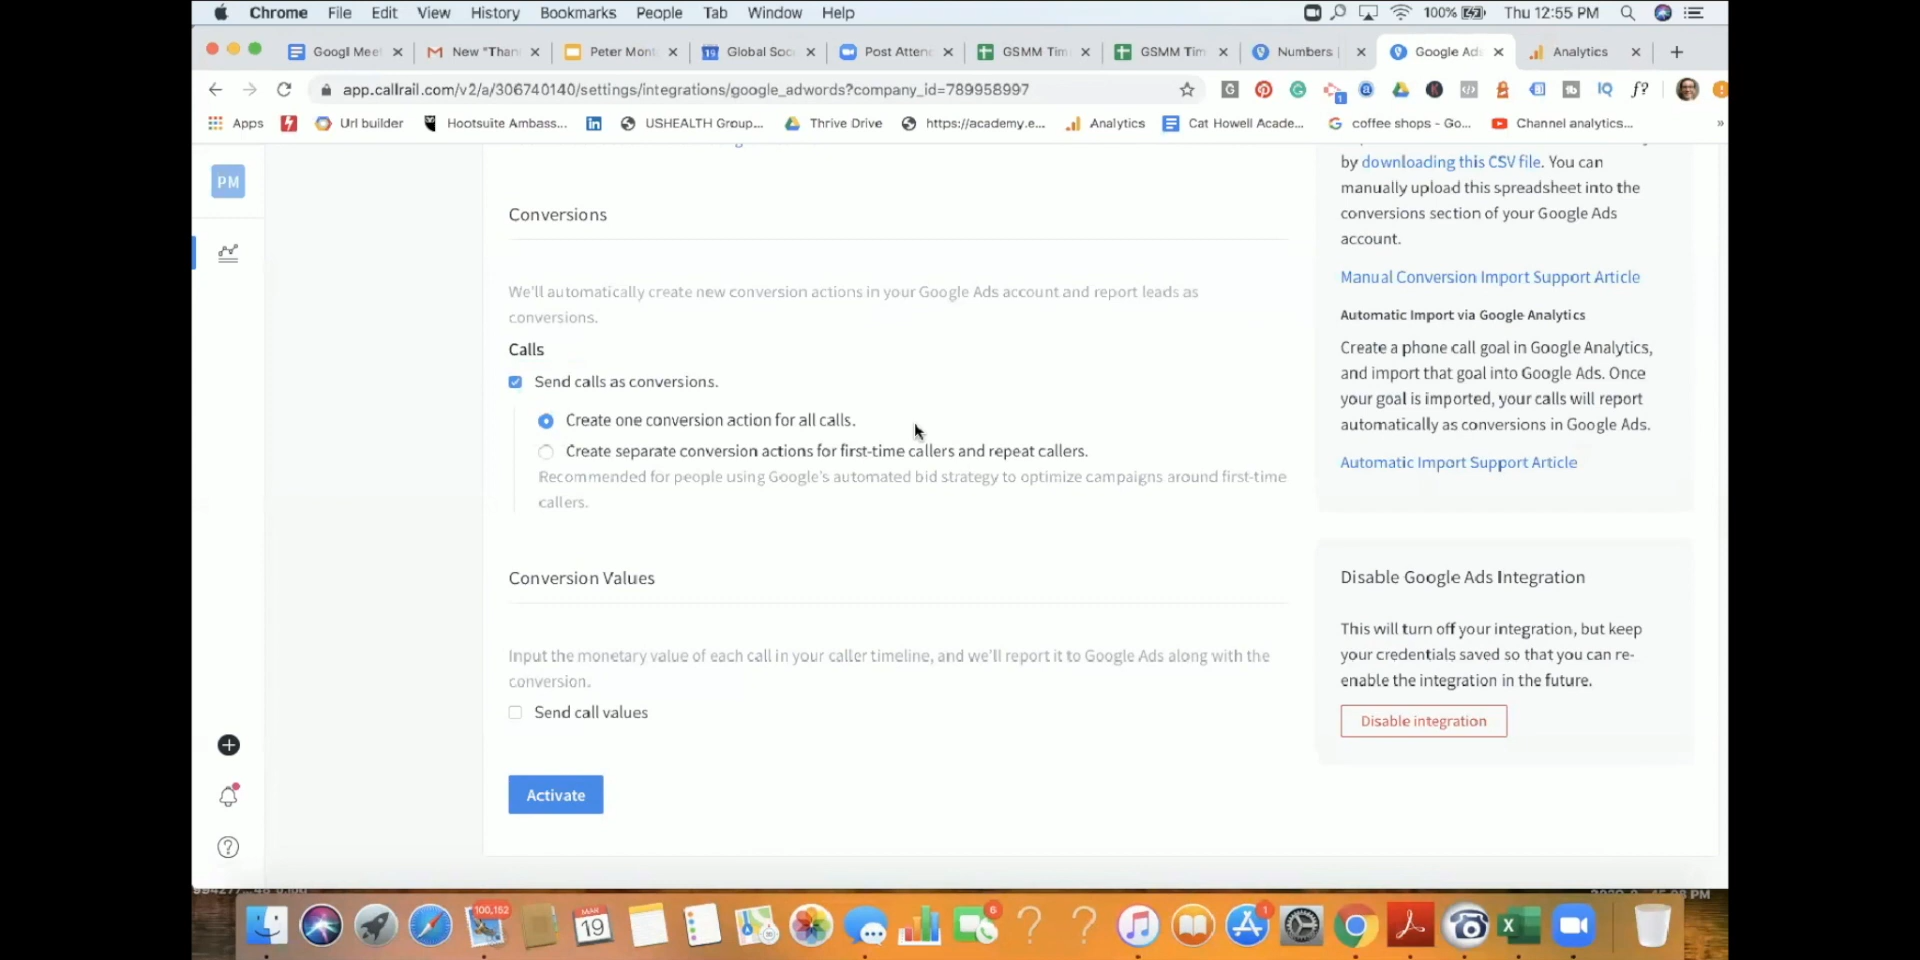 Chrome File Edit View History Bookmarks People Tab Window Help 100% Thu 12:55 PM
Googll Meet New "Than Peter Mont 19 Global Soc Post Atten GSMM Tim GSMM Tim Numbers | Google Ad Analytics
app.callrail.com/v2/a/306740140/settings/integrations/google_adwords?company_id=789958997
Apps Url builder Hootsuite Ambass... USHEALTH Group... Thrive Drive https://academy.e... Analytics Cat Howell Acade... coffee shops - Go... Channel analytics... »
PM
Conversions
We'll automatically create new conversion actions in your Google Ads account and report leads as
conversions.
Calls
Send calls as conversions.
Create one conversion action for all calls.
Create separate conversion actions for first-time callers and repeat callers.
Recommended for people using Google's automated bid strategy to optimize campaigns around first-time
callers.
Conversion Values
Input the monetary value of each call in your caller timeline, and we'll report it to Google Ads along with the
conversion.
Send call values
Activate
by downloading this CSV file. You can
manually upload this spreadsheet into the
conversions section of your Google Ads
account.
Manual Conversion Import Support Article
Automatic Import via Google Analytics
Create a phone call goal in Google Analytics,
and import that goal into Google Ads. Once
your goal is imported, your calls will report
automatically as conversions in Google Ads.
Automatic Import Support Article
Disable Google Ads Integration
This will turn off your integration, but keep
your credentials saved so that you can re-
enable the integration in the future.
Disable integration
100,152 MAR 19 6 1